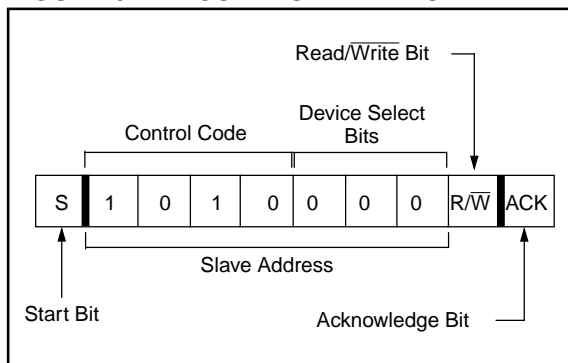 Read/Write Bit
Device Select
Bits
Control Code
S 1 0 1 0 0 0 0 R/W ACK
Slave Address
Start Bit
Acknowledge Bit